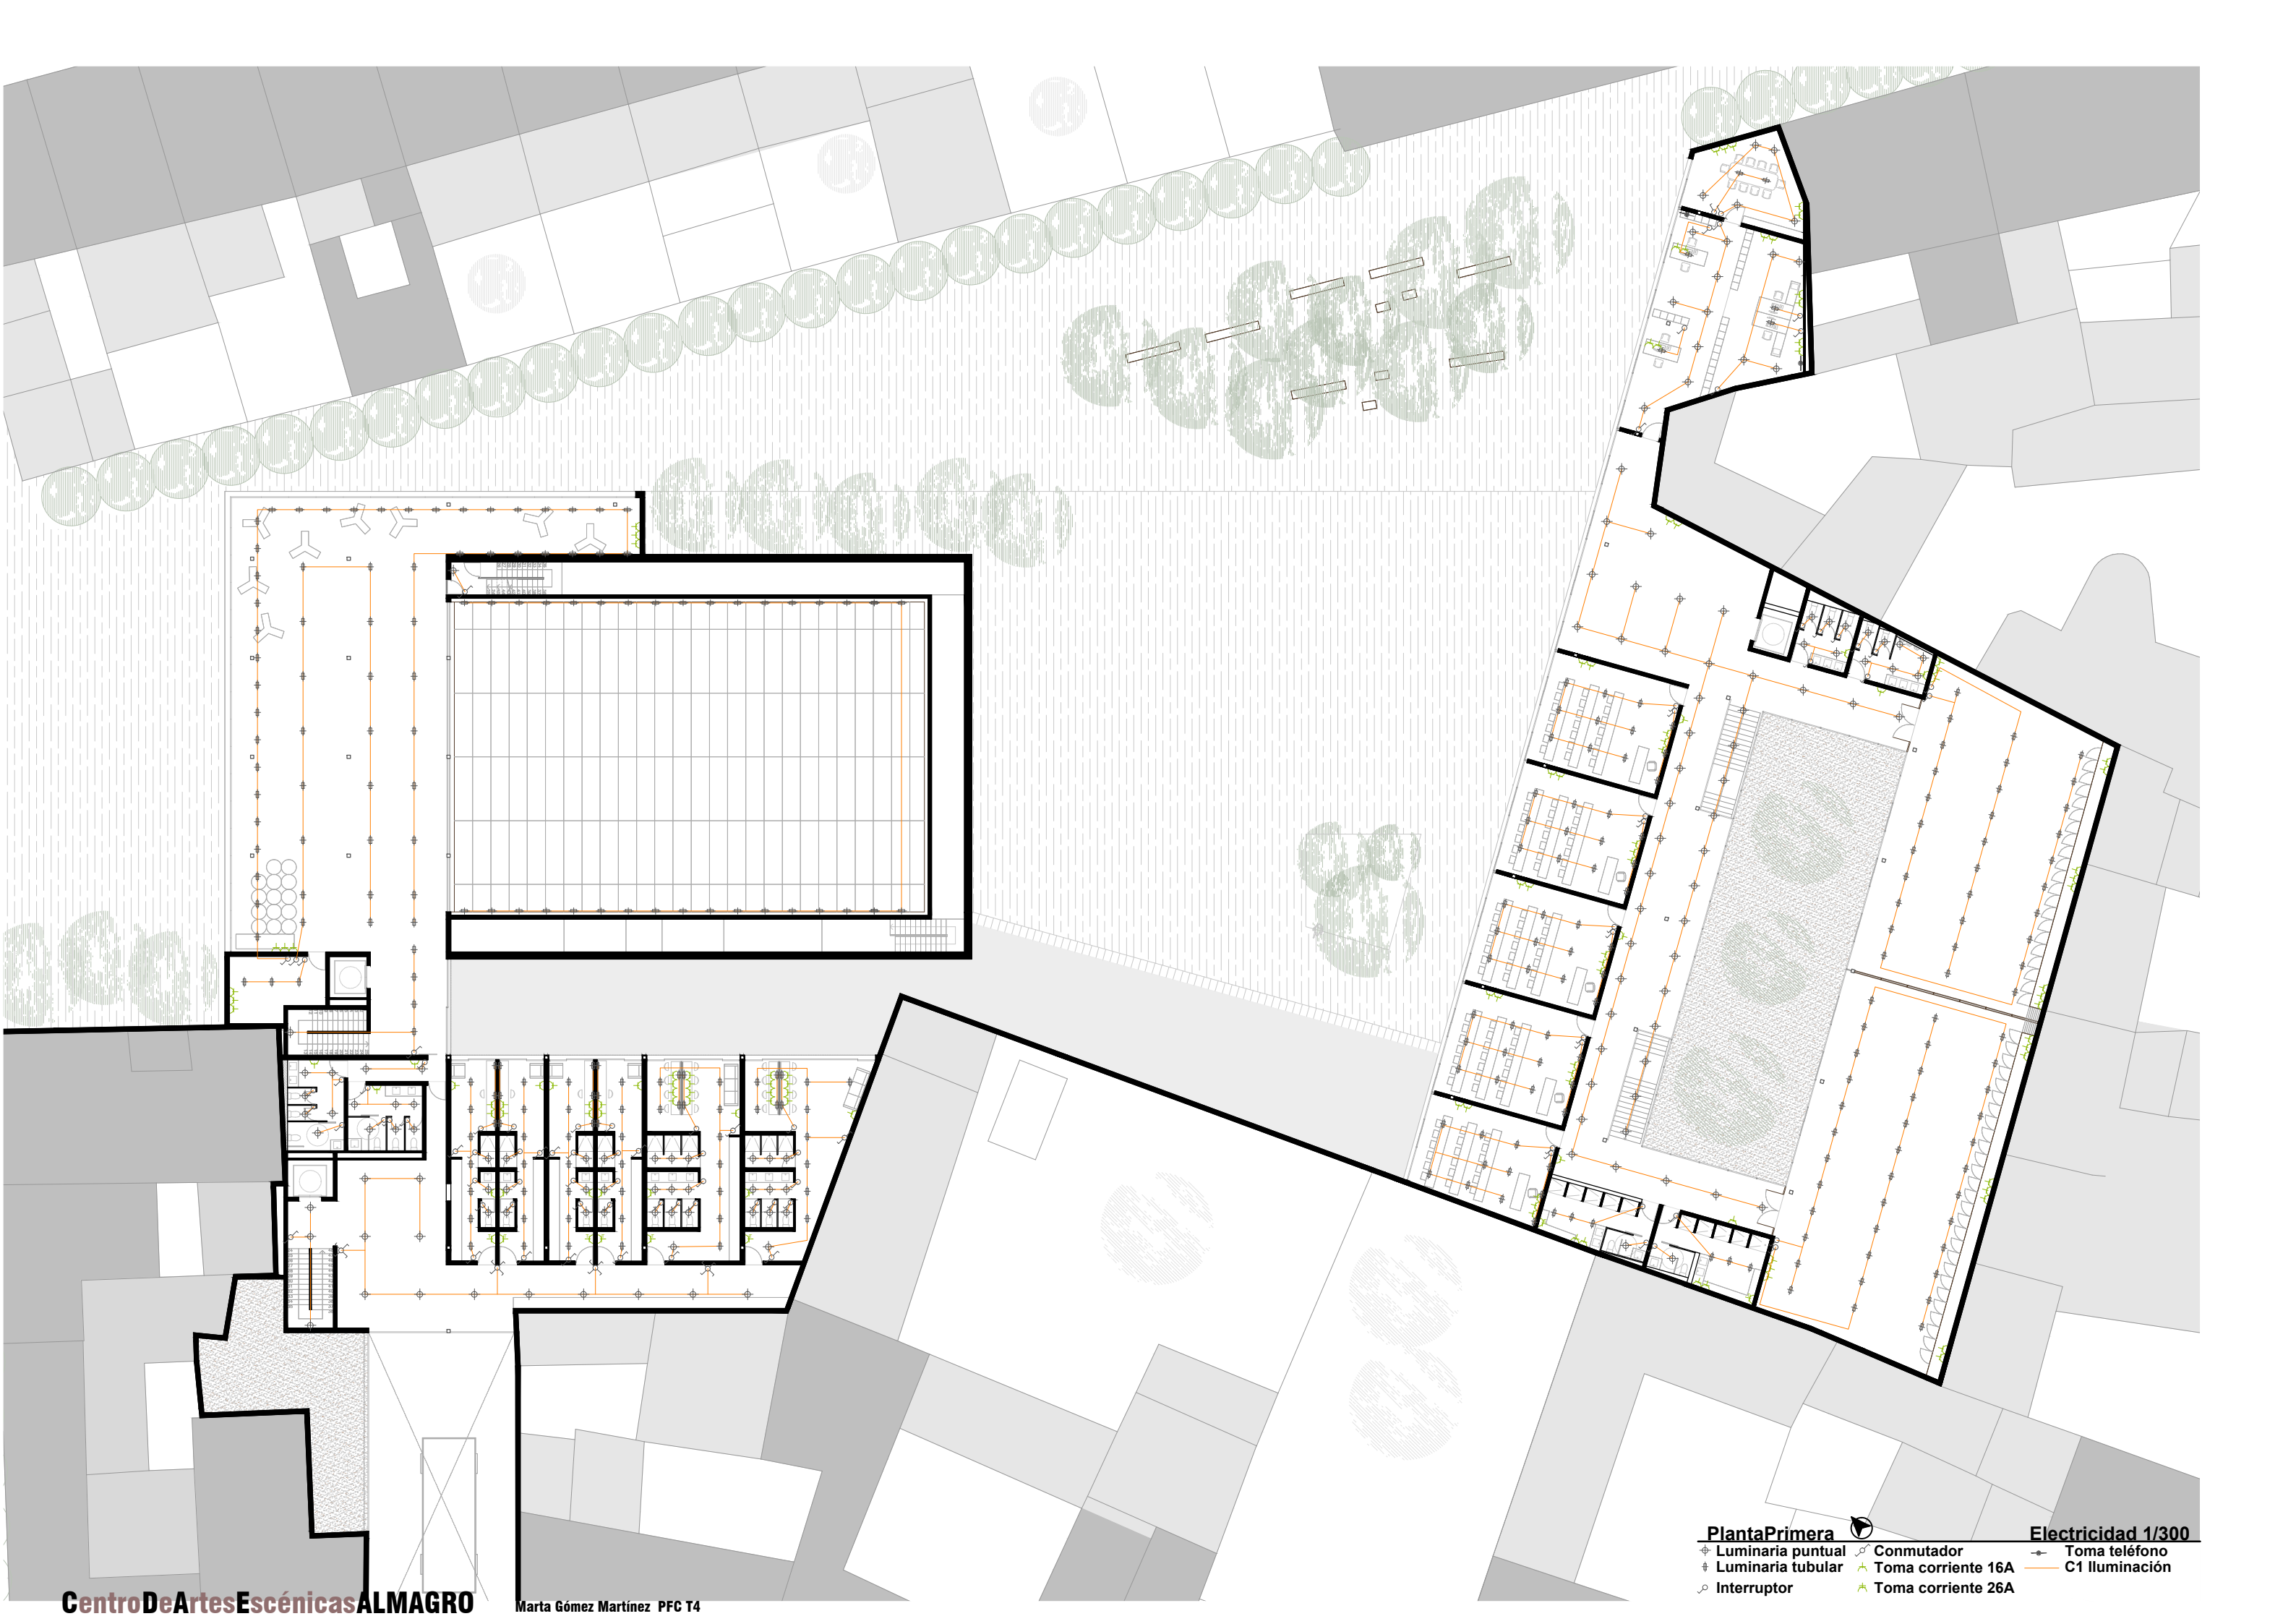 PlantaPrimera Electricidad 1/300
Luminaria puntual Conmutador Toma teléfono
Luminaria tubular Toma corriente 16A C1 Iluminación
Interruptor Toma corriente 26A
CentroDeArtesEscénicasALMAGRO Marta Gómez Martínez PFC T4